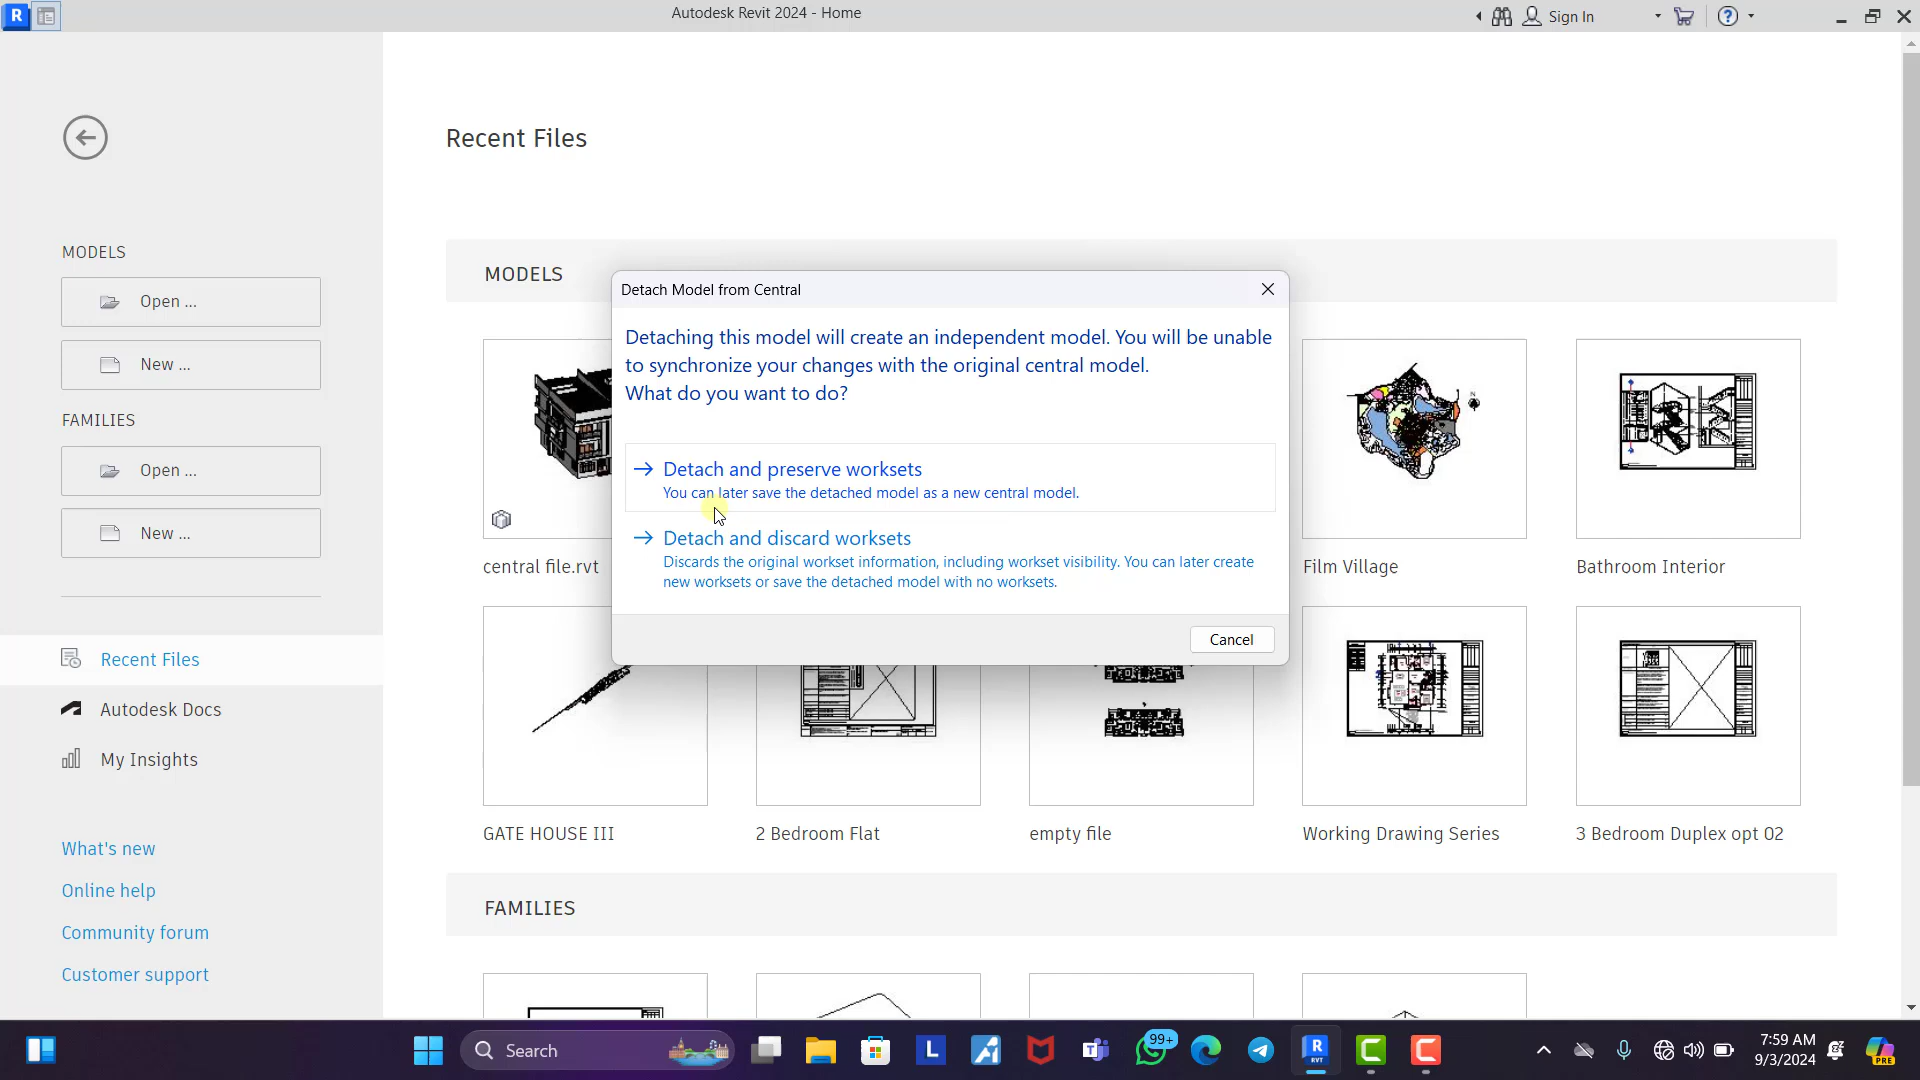 R
Autodesk Revit 2024 - Home
Sign In
?
Recent Files
MODELS
Open ...
New ...
FAMILIES
Open ...
New ...
Recent Files
Autodesk Docs
My Insights
What's new
Online help
Community forum
Customer support
MODELS
Detach Model from Central
Detaching this model will create an independent model. You will be unable
to synchronize your changes with the original central model.
What do you want to do?
Detach and preserve worksets
You can later save the detached model as a new central model.
Detach and discard worksets
Discards the original workset information, including workset visibility. You can later create
new worksets or save the detached model with no worksets.
Cancel
central file.rvt
Film Village
Bathroom Interior
GATE HOUSE III
2 Bedroom Flat
empty file
Working Drawing Series
3 Bedroom Duplex opt 02
FAMILIES
Search
L
99+
R
RVT
C
C
7:59 AM
9/3/2024
PRE